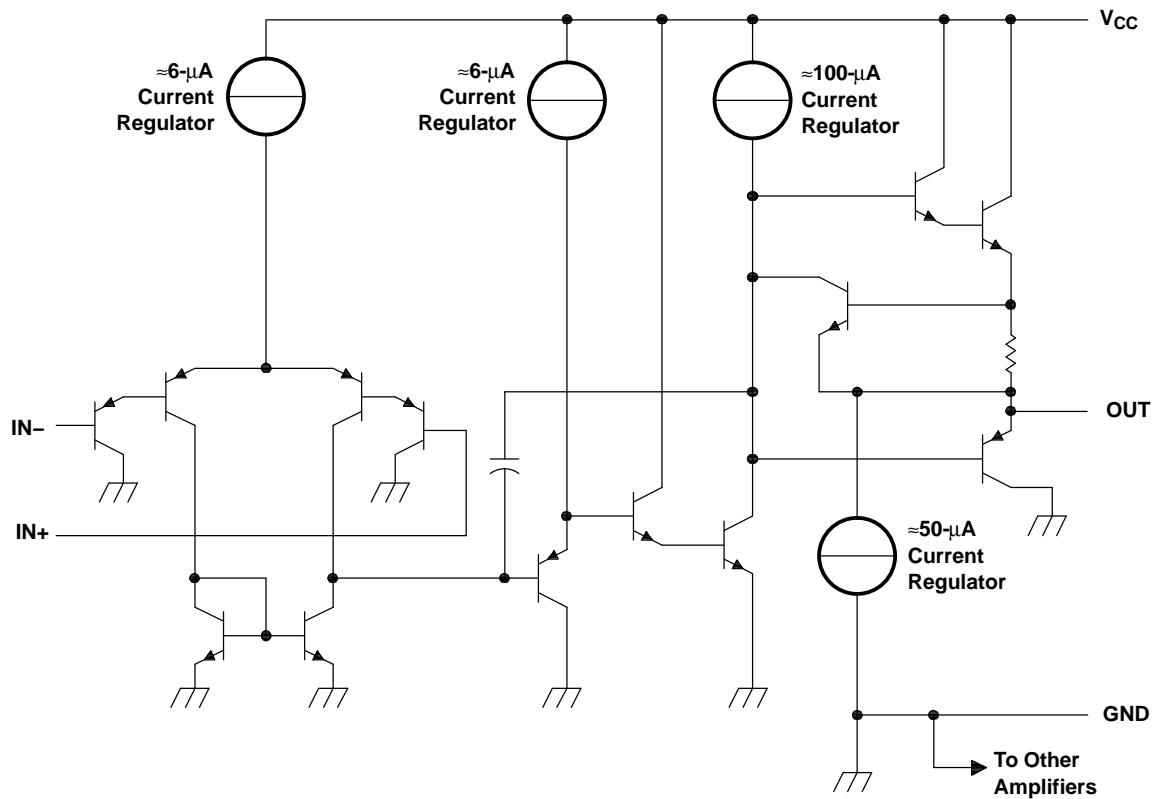 VCC
≈6-μA
Current
Regulator
≈6-μA
Current
Regulator
≈100-μA
Current
Regulator
IN−
OUT
IN+
≈50-μA
Current
Regulator
GND
To Other
Amplifiers